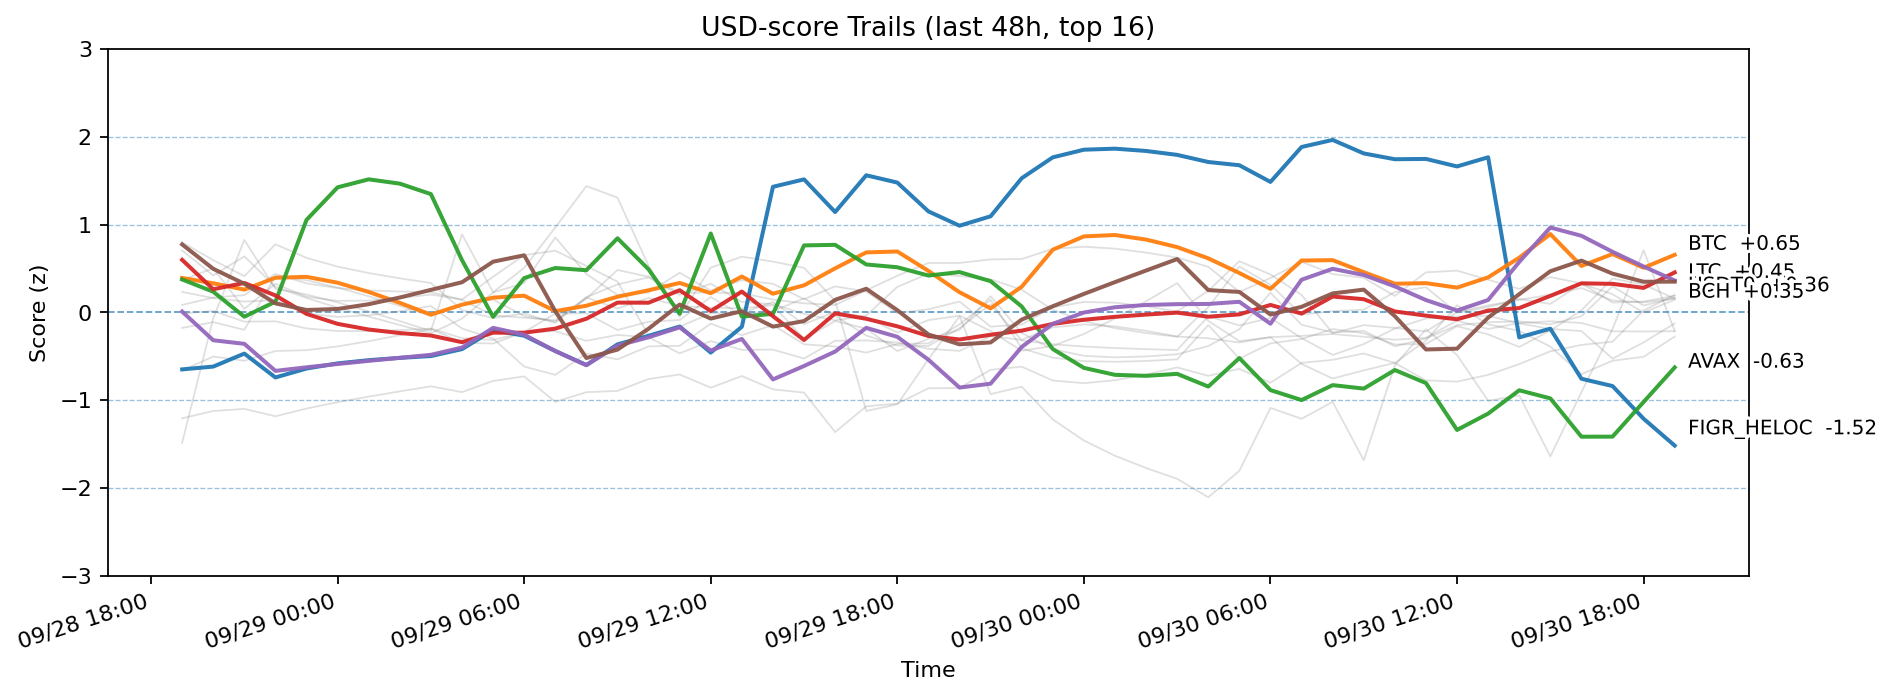 USD-score Trails (last 48h, top 16)
Score (z)
3
2
1
0
−1
−2
−3
BTC +0.65
LTC +0.45
BCH +0.35
AVAX -0.63
FIGR_HELOC -1.52
09/28 18:00
09/29 00:00
09/29 06:00
09/29 12:00
09/29 18:00
09/30 00:00
09/30 06:00
09/30 12:00
09/30 18:00
Time